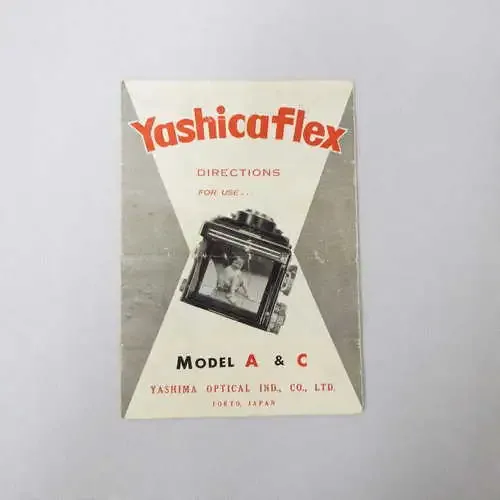 Yashicaflex
DIRECTIONS
FOR USE..
MODEL A & C
YASHIMA OPTICAL IND., CO., LTD.
TOKYO, JAPAN